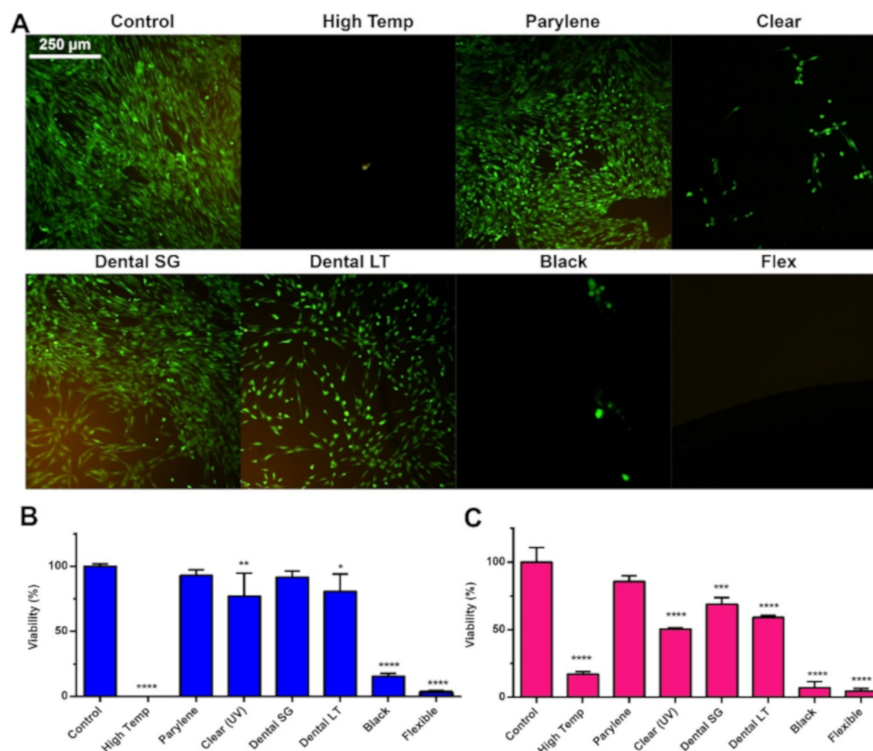 A
Control High Temp Parylene Clear
250 µm
Dental SG Dental LT Black Flex
B
Viability (%)
100
50
0
**
*
****
****
****
Control High Temp Parylene Clear (UV) Dental SG Dental LT Black Flexible
C
Viability (%)
100
50
0
****
****
***
****
****
****
Control High Temp Parylene Clear (UV) Dental SG Dental LT Black Flexible